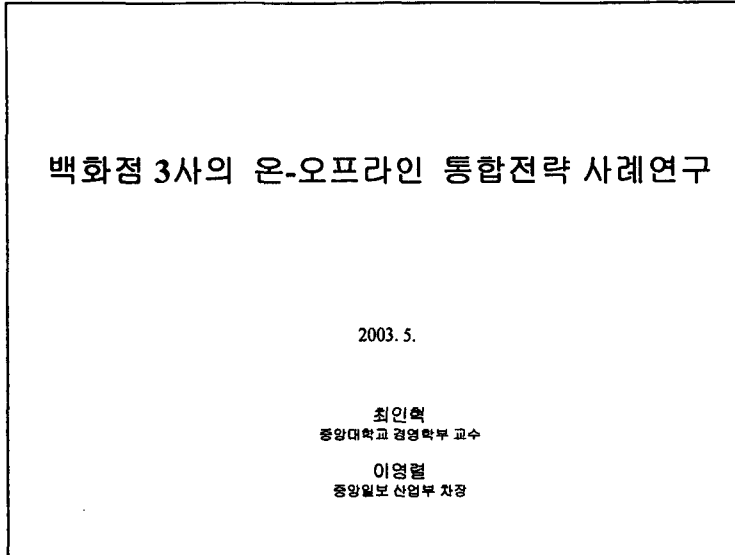 백화점 3사의 온-오프라인 통합전략 사례연구
2003. 5.
최인혁
중앙대학교 경영학부 교수
이영렬
중앙일보 산업부 차장